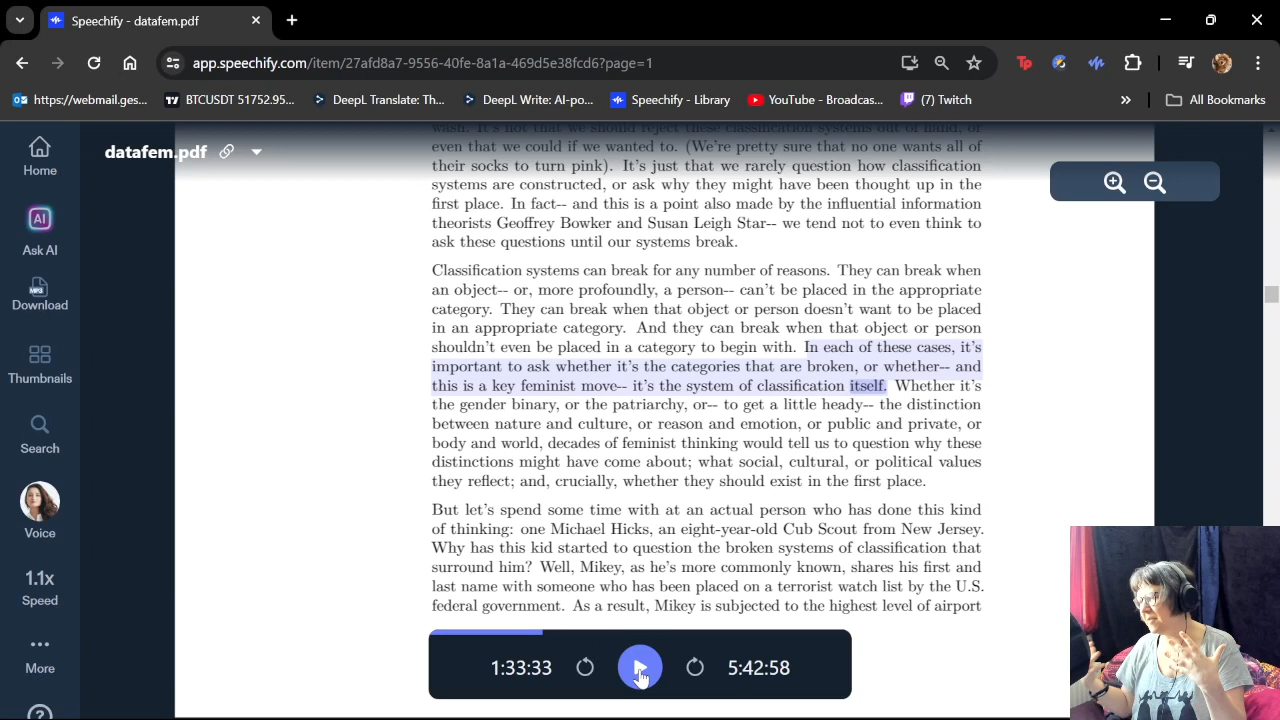 Speechify - datafem.pdf
app.speechify.com/item/27afd8a7-9556-40fe-8a1a-469d5e38fcd6?page=1
https://webmail.ges...
BTCUSDT 51752.95...
DeepL Translate: Th...
DeepL Write: AI-po...
Speechify - Library
YouTube - Broadcas...
(7) Twitch
»
All Bookmarks
datafem.pdf
Home
AI
Ask AI
MP3
Download
Thumbnails
Search
Voice
1.1x
Speed
More
wash. It's not that we should reject these classification systems out of hand, or
even that we could if we wanted to. (We're pretty sure that no one wants all of
their socks to turn pink). It's just that we rarely question how classification
systems are constructed, or ask why they might have been thought up in the
first place. In fact-- and this is a point also made by the influential information
theorists Geoffrey Bowker and Susan Leigh Star-- we tend not to even think to
ask these questions until our systems break.
Classification systems can break for any number of reasons. They can break when
an object-- or, more profoundly, a person-- can't be placed in the appropriate
category. They can break when that object or person doesn't want to be placed
in an appropriate category. And they can break when that object or person
shouldn't even be placed in a category to begin with. In each of these cases, it's
important to ask whether it's the categories that are broken, or whether-- and
this is a key feminist move-- it's the system of classification itself. Whether it's
the gender binary, or the patriarchy, or-- to get a little heady-- the distinction
between nature and culture, or reason and emotion, or public and private, or
body and world, decades of feminist thinking would tell us to question why these
distinctions might have come about; what social, cultural, or political values
they reflect; and, crucially, whether they should exist in the first place.
But let's spend some time with at an actual person who has done this kind
of thinking: one Michael Hicks, an eight-year-old Cub Scout from New Jersey.
Why has this kid started to question the broken systems of classification that
surround him? Well, Mikey, as he's more commonly known, shares his first and
last name with someone who has been placed on a terrorist watch list by the U.S.
federal government. As a result, Mikey is subjected to the highest level of airport
1:33:33
5:42:58